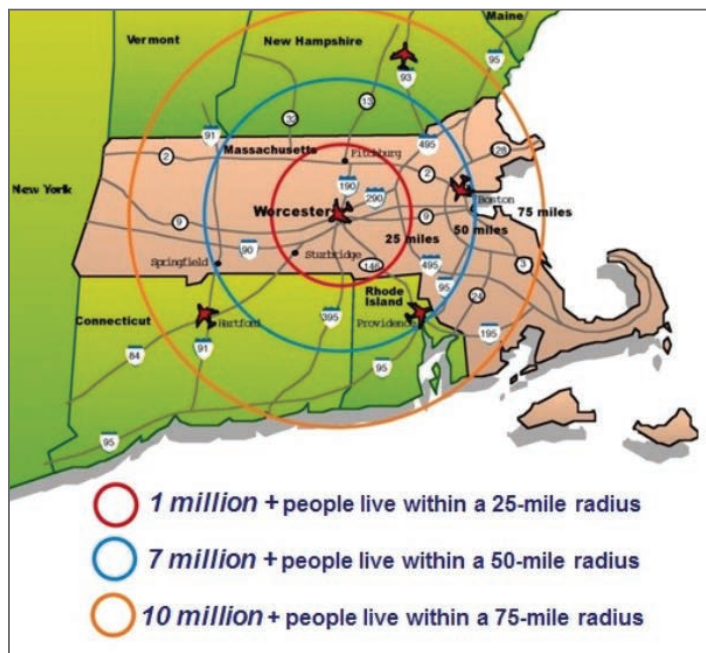 Maine
Vermont
New Hampshire
95
93
13
32
91
495
128
2
Massachusetts
Fitchburg
2
New York
190
290
Boston
Worcester
9
75 miles
9
50 miles
25 miles
90
Sturbridge
Springfield
146
495
3
95
Rhode
Island
24
Connecticut
Hartford
395
Providence
195
84
91
95
95
1 million + people live within a 25-mile radius
7 million + people live within a 50-mile radius
10 million + people live within a 75-mile radius